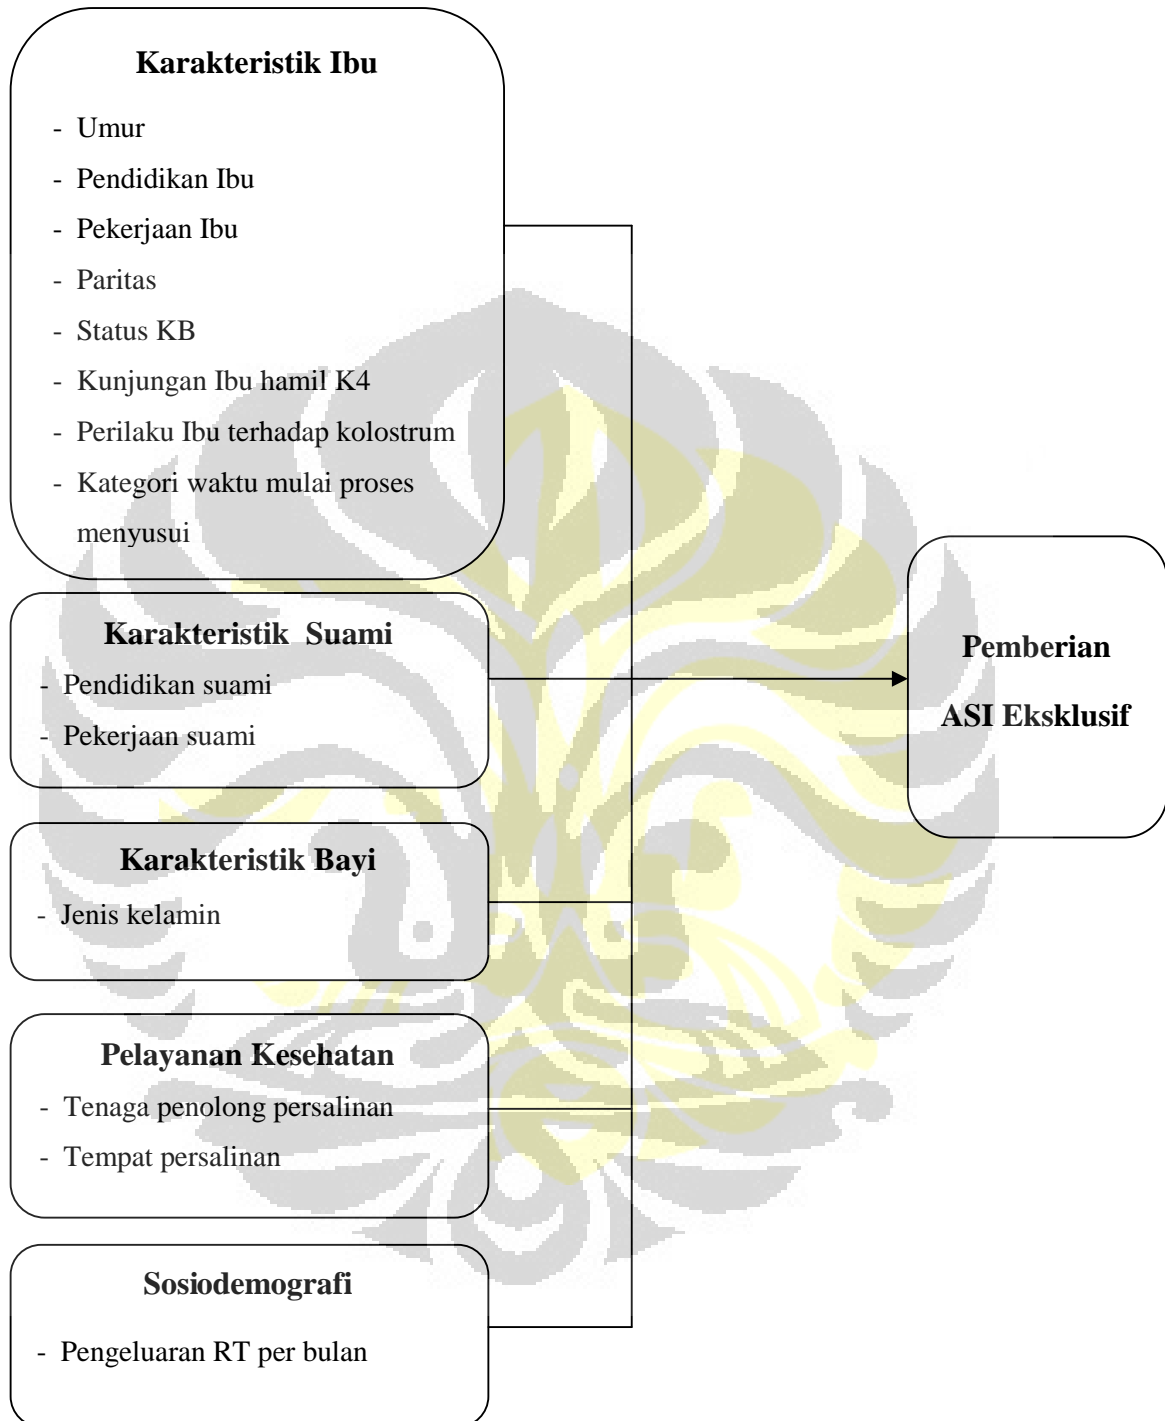 Karakteristik Ibu
- Umur
- Pendidikan Ibu
- Pekerjaan Ibu
- Paritas
- Status KB
- Kunjungan Ibu hamil K4
- Perilaku Ibu terhadap kolostrum
- Kategori waktu mulai proses
menyusui
Karakteristik Suami
- Pendidikan suami
- Pekerjaan suami
Karakteristik Bayi
- Jenis kelamin
Pelayanan Kesehatan
- Tenaga penolong persalinan
- Tempat persalinan
Sosiodemografi
- Pengeluaran RT per bulan
Pemberian
ASI Eksklusif